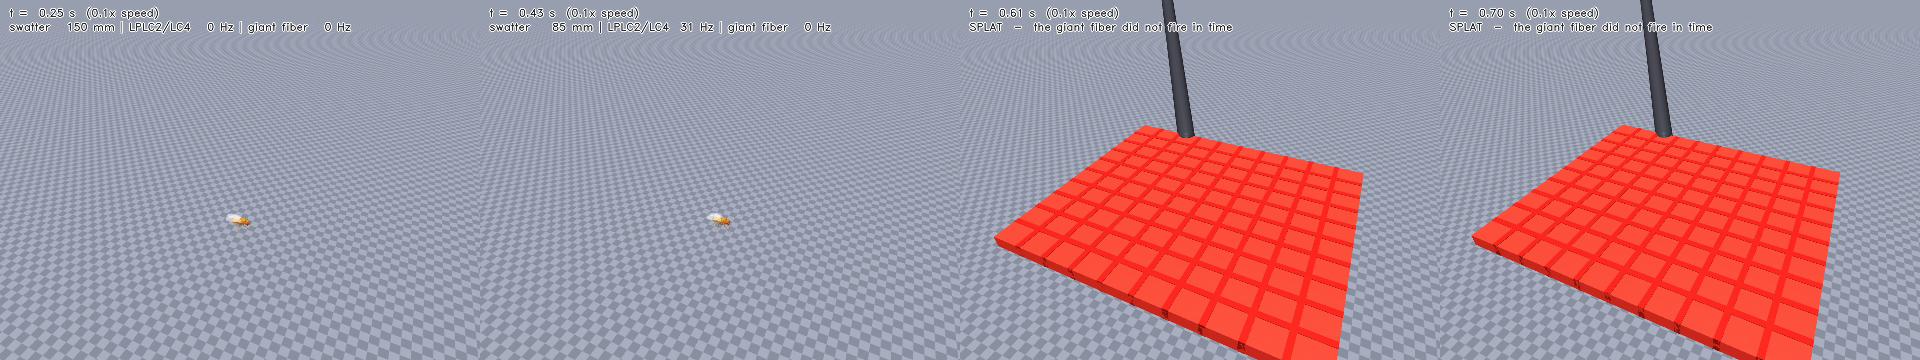 t = 0.25 s (0.1x speed)
swatter 150 mm | LPLC2/LC4 0 Hz | giant fiber 0 Hz
t = 0.43 s (0.1x speed)
swatter 85 mm | LPLC2/LC4 31 Hz | giant fiber 0 Hz
t = 0.61 s (0.1x speed)
SPLAT - the giant fiber did not fire in time
t = 0.70 s (0.1x speed)
SPLAT - the giant fiber did not fire in time